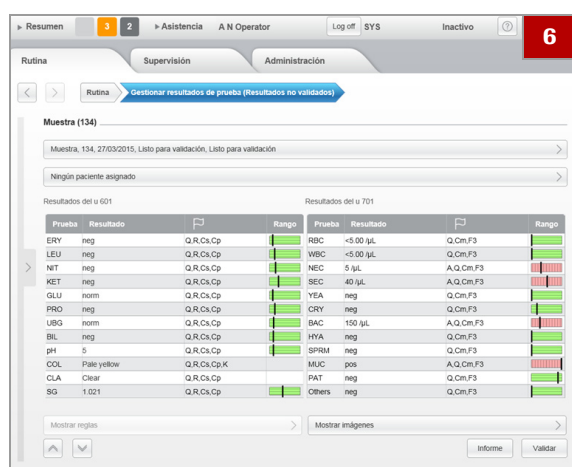 Resumen 3 2 Asistencia A N Operator Log off SYS Inactivo ? 6
Rutina Supervisión Administración
Rutina Gestionar resultados de prueba (Resultados no validados)
Muestra (134)
Muestra, 134, 27/03/2015, Listo para validación, Listo para validación
Ningún paciente asignado
Resultados del u 601 Resultados del u 701
Prueba Resultado Rango Prueba Resultado Rango
ERY neg Q,R,Cs,Cp RBC <5.00 /µL Q,Cm,F3
LEU neg Q,R,Cs,Cp WBC <5.00 /µL Q,Cm,F3
NIT neg Q,R,Cs,Cp NEC 5 /µL A,Q,Cm,F3
KET neg Q,R,Cs,Cp SEC 40 /µL A,Q,Cm,F3
GLU norm Q,R,Cs,Cp YEA neg Q,Cm,F3
PRO neg Q,R,Cs,Cp CRY neg Q,Cm,F3
UBG norm Q,R,Cs,Cp BAC 150 /µL A,Q,Cm,F3
BIL neg Q,R,Cs,Cp HYA neg Q,Cm,F3
pH 5 Q,R,Cs,Cp SPRM neg Q,Cm,F3
COL Pale yellow Q,R,Cs,Cp,K MUC pos A,Q,Cm,F3
CLA Clear Q,R,Cs,Cp PAT neg Q,Cm,F3
SG 1.021 Q,R,Cs,Cp Others neg Q,Cm,F3
Mostrar reglas Mostrar imágenes
Informe Validar